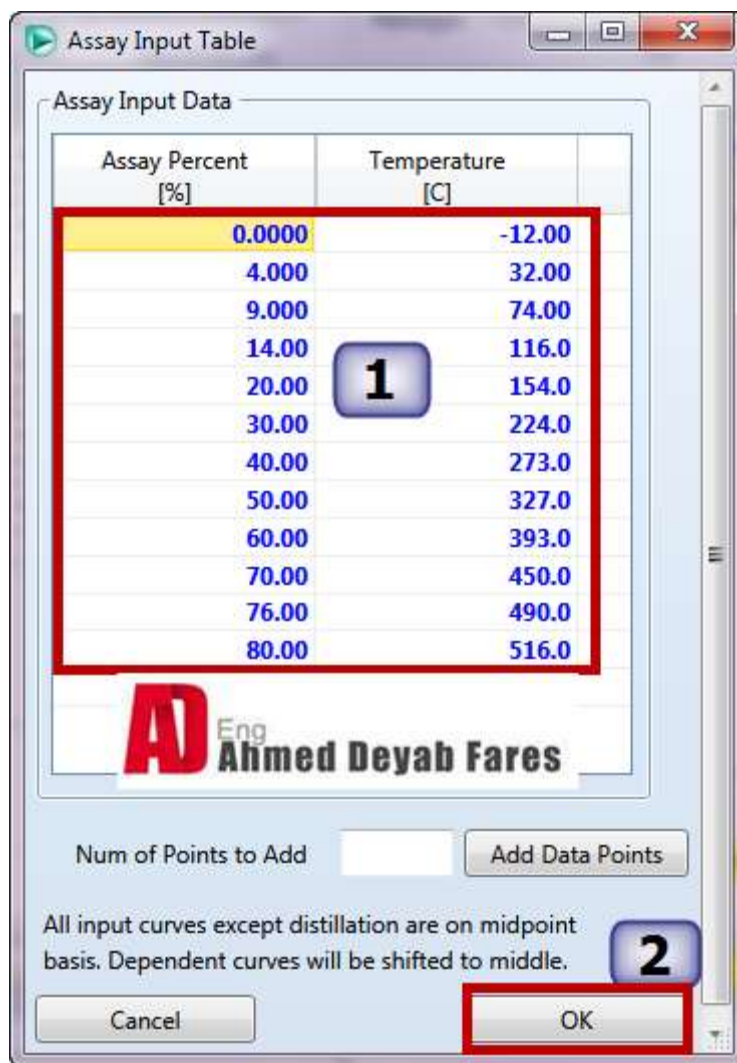 Assay Input Table
Assay Input Data
Assay Percent Temperature
[%] [C]
0.0000 -12.00
4.000 32.00
9.000 74.00
14.00 116.0
20.00 154.0
30.00 224.0
40.00 273.0
50.00 327.0
60.00 393.0
70.00 450.0
76.00 490.0
80.00 516.0
1
AD Eng
Ahmed Deyab Fares
Num of Points to Add Add Data Points
All input curves except distillation are on midpoint
basis. Dependent curves will be shifted to middle.
2
Cancel OK